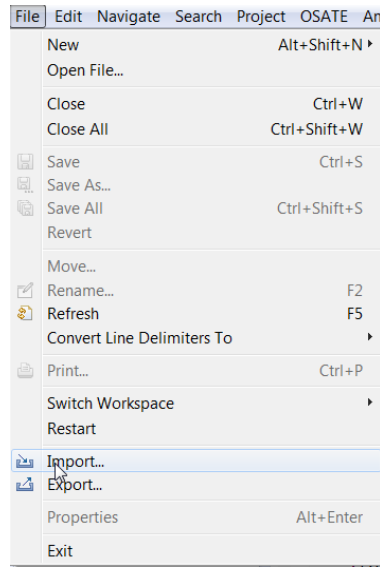 File Edit Navigate Search Project OSATE An
New Alt+Shift+N
Open File...
Close Ctrl+W
Close All Ctrl+Shift+W
Save Ctrl+S
Save As...
Save All Ctrl+Shift+S
Revert
Move...
Rename... F2
Refresh F5
Convert Line Delimiters To
Print... Ctrl+P
Switch Workspace
Restart
Import...
Export...
Properties Alt+Enter
Exit